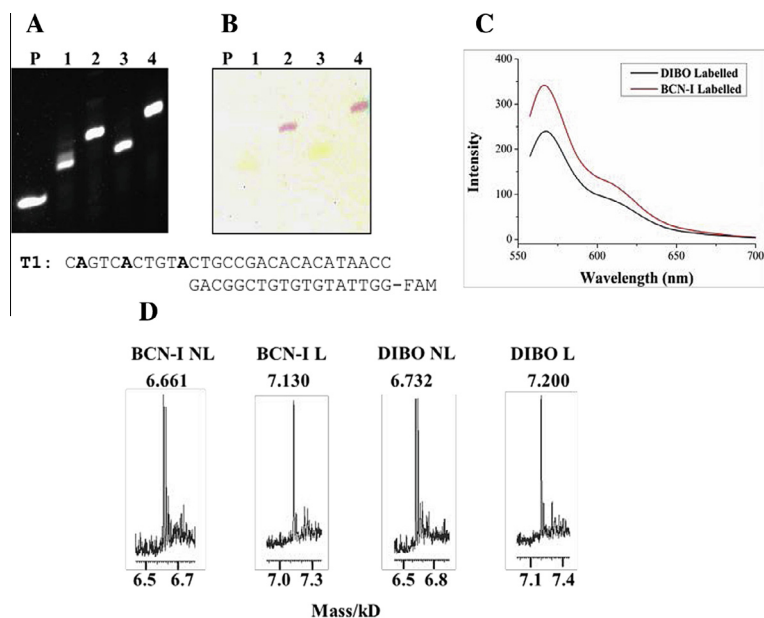 A
P 1 2 3 4
B
P 1 2 3 4
C
400
300
200
100
0
Intensity
DIBO Labelled
BCN-I Labelled
550 600 650 700
Wavelength (nm)
T1: CAGTCACTGTACTGCCGACACACATAACC
GACGGCTGTGTGTATTGG-FAM
D
BCN-I NL BCN-I L DIBO NL DIBO L
6.661 7.130 6.732 7.200
6.5 6.7 7.0 7.3 6.5 6.8 7.1 7.4
Mass/kD